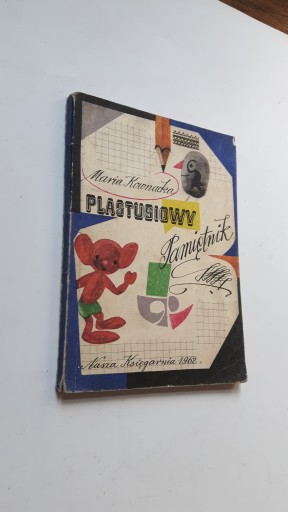 Maria Kownacka
PLASTUSIOWY
Pamiętnik
Nasza Księgarnia 1962